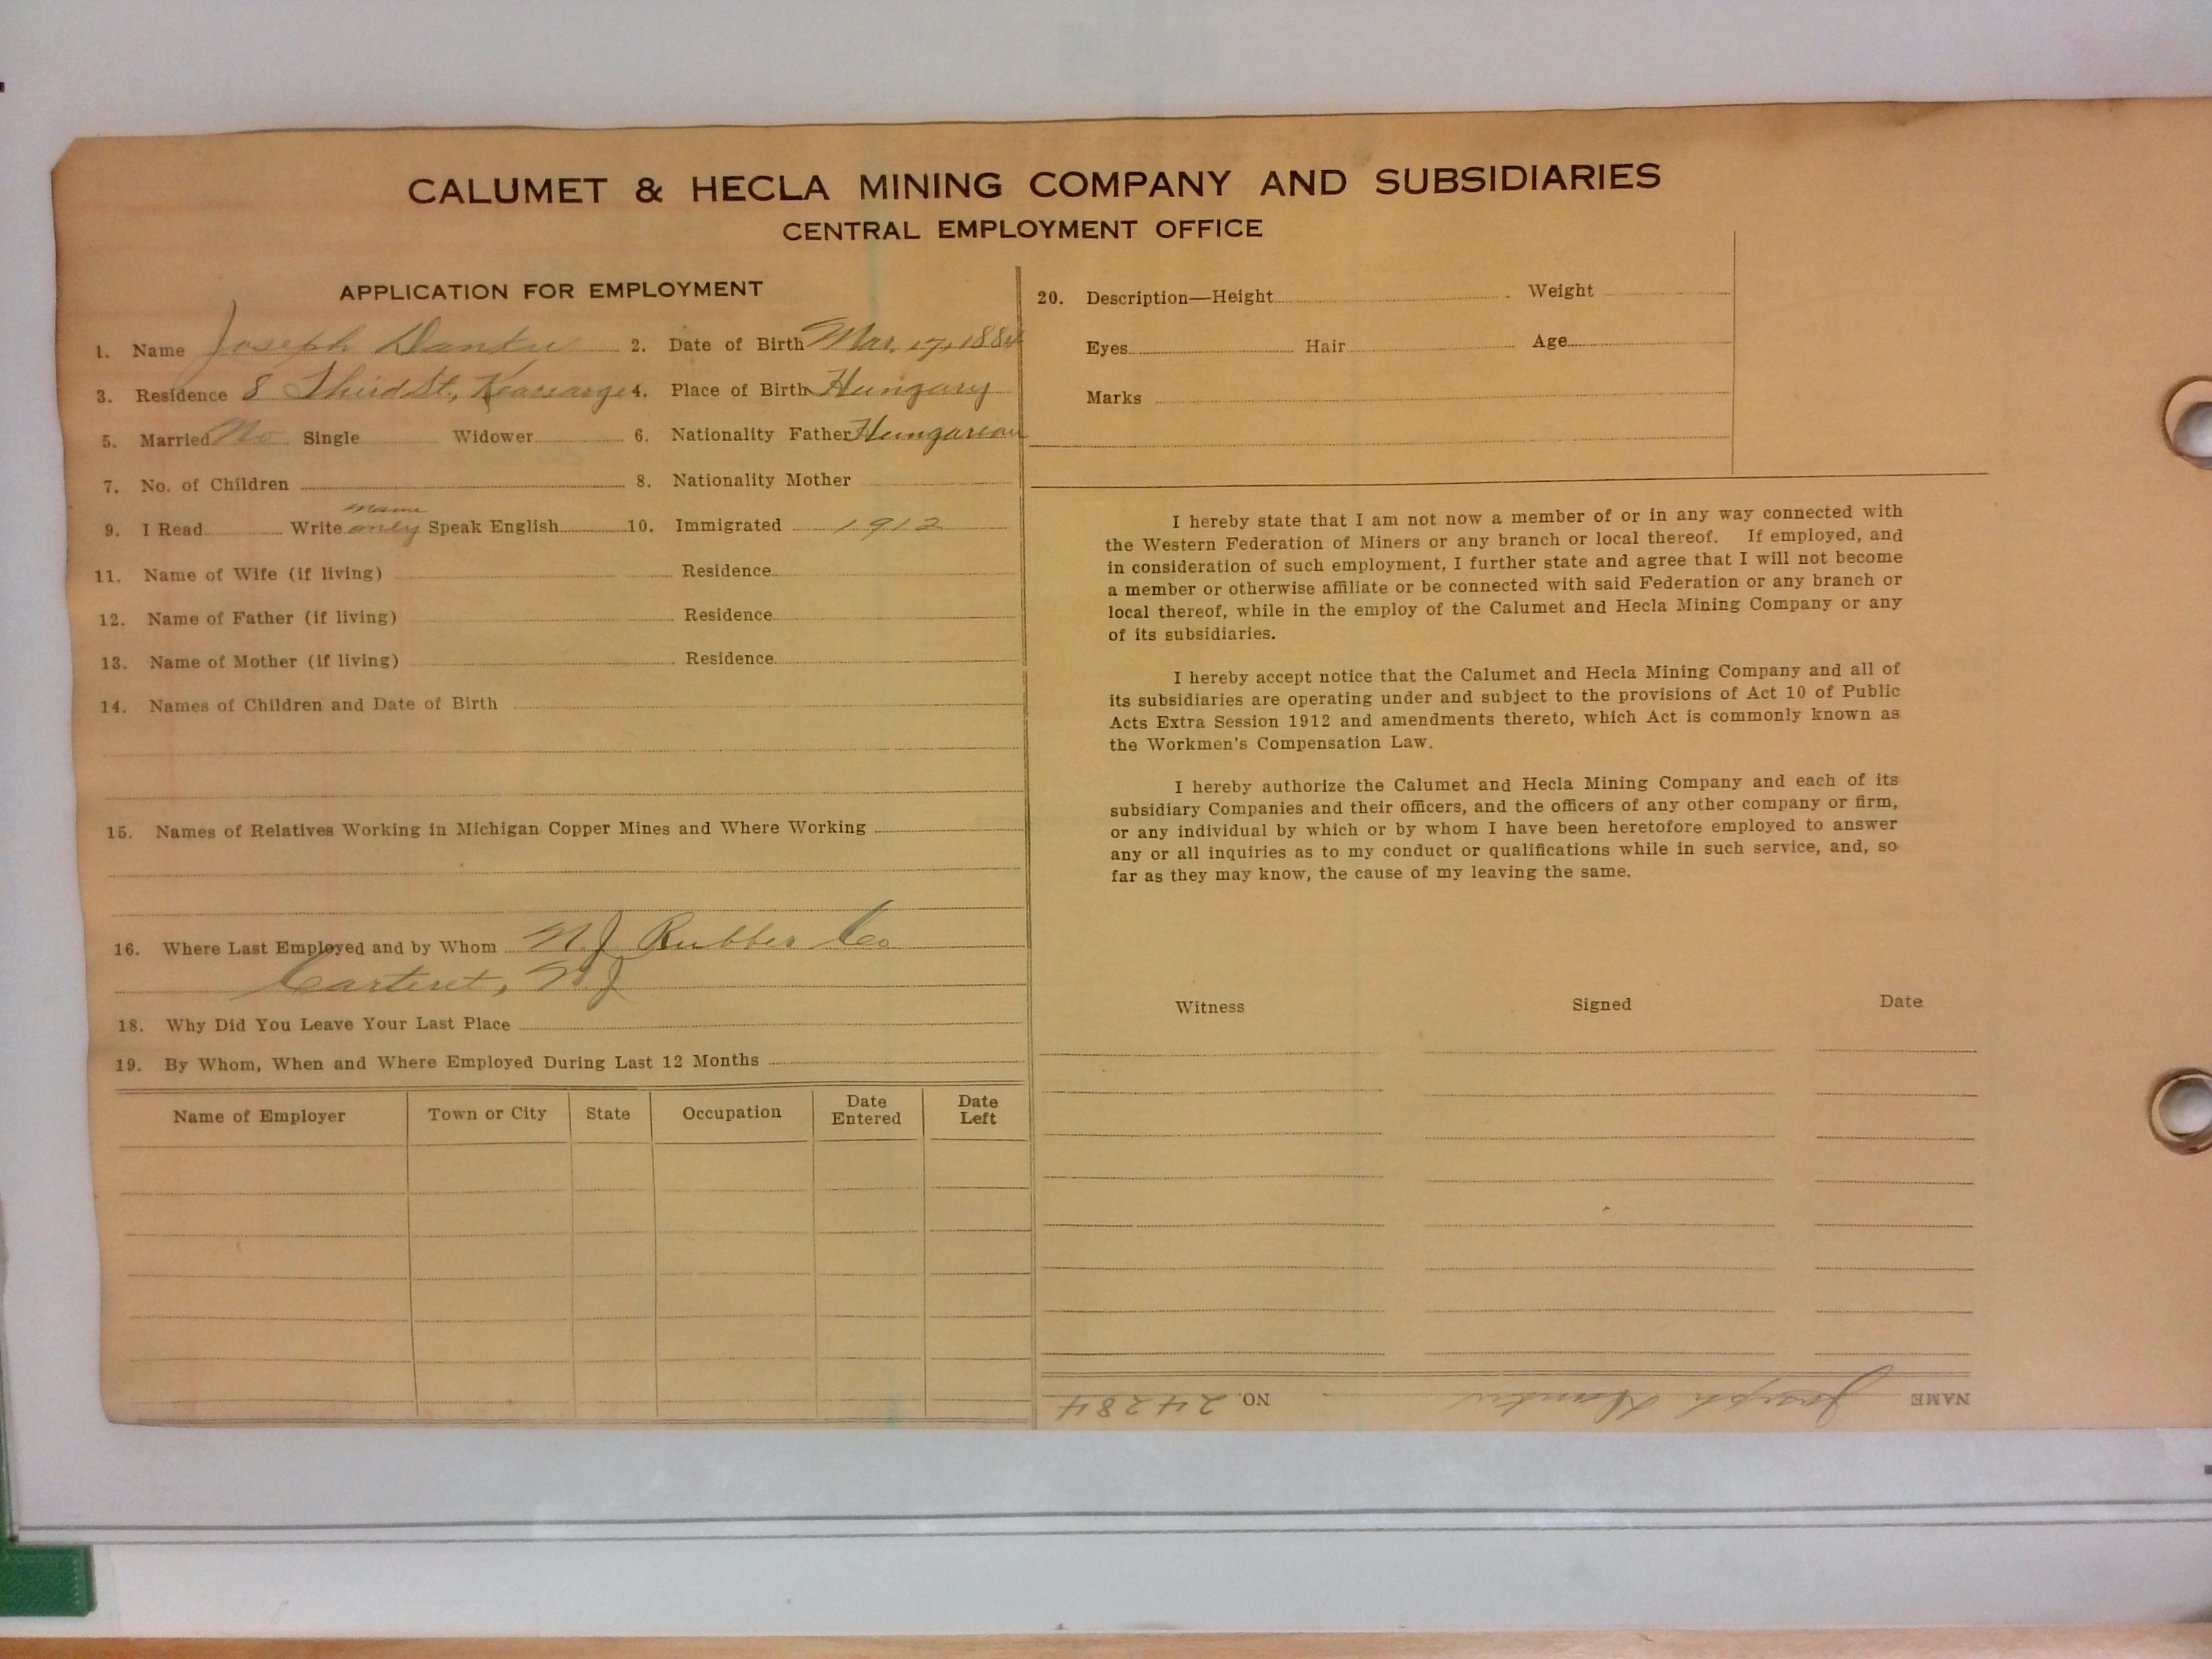 CALUMET & HECLA MINING COMPANY AND SUBSIDIARIES
CENTRAL EMPLOYMENT OFFICE
APPLICATION FOR EMPLOYMENT
1. Name Joseph 2. Date of Birth Mar. 17, 188
3. Residence 8 Third St., Kearsarge 4. Place of Birth Hungary
5. Married No Single Widower 6. Nationality Father Hungarian
7. No. of Children 8. Nationality Mother
name
9. I Read Write only Speak English 10. Immigrated 1912
11. Name of Wife (if living) Residence
12. Name of Father (if living) Residence
13. Name of Mother (if living) Residence
14. Names of Children and Date of Birth
15. Names of Relatives Working in Michigan Copper Mines and Where Working
16. Where Last Employed and by Whom N.J. Rubber Co
Carteret, N.J
18. Why Did You Leave Your Last Place
19. By Whom, When and Where Employed During Last 12 Months
Name of Employer Town or City State Occupation Date Entered Date Left
20. Description—Height Weight
Eyes Hair Age
Marks
I hereby state that I am not now a member of or in any way connected with
the Western Federation of Miners or any branch or local thereof. If employed, and
in consideration of such employment, I further state and agree that I will not become
a member or otherwise affiliate or be connected with said Federation or any branch or
local thereof, while in the employ of the Calumet and Hecla Mining Company or any
of its subsidiaries.
I hereby accept notice that the Calumet and Hecla Mining Company and all of
its subsidiaries are operating under and subject to the provisions of Act 10 of Public
Acts Extra Session 1912 and amendments thereto, which Act is commonly known as
the Workmen's Compensation Law.
I hereby authorize the Calumet and Hecla Mining Company and each of its
subsidiary Companies and their officers, and the officers of any other company or firm,
or any individual by which or by whom I have been heretofore employed to answer
any or all inquiries as to my conduct or qualifications while in such service, and, so
far as they may know, the cause of my leaving the same.
Witness Signed Date
NAME Joseph NO. 24284